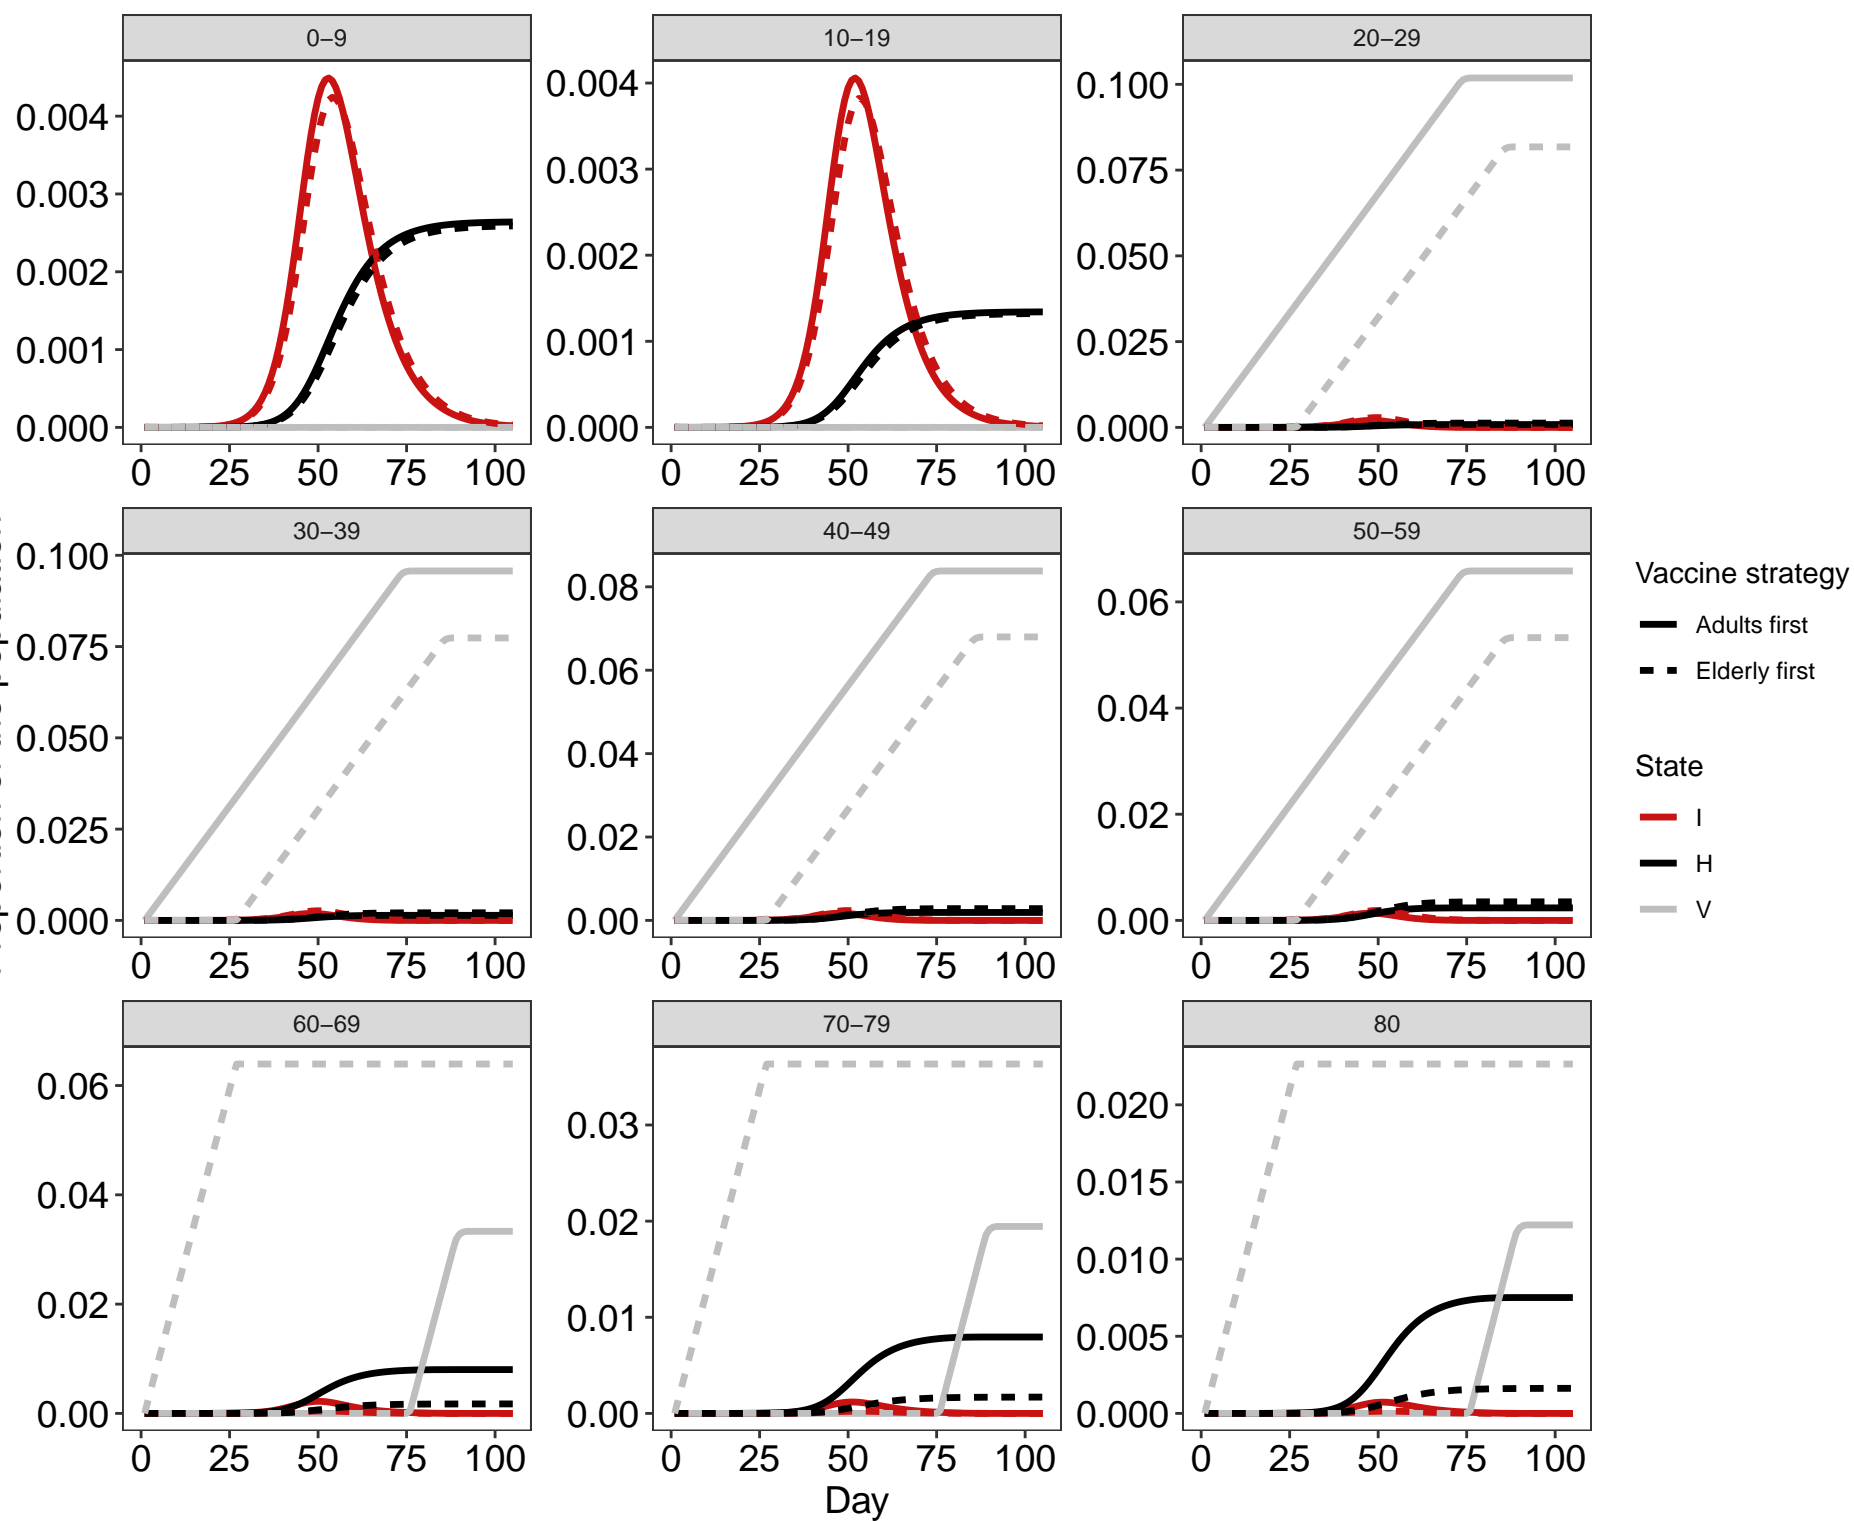 0–9 10–19 20–29
0.004 0.003 0.002 0.001 0.000
0 25 50 75 100
0.004 0.003 0.002 0.001 0.000
0 25 50 75 100
0.100 0.075 0.050 0.025 0.000
0 25 50 75 100
30–39 40–49 50–59
0.100 0.075 0.050 0.025 0.000
0 25 50 75 100
0.08 0.06 0.04 0.02 0.00
0 25 50 75 100
0.06 0.04 0.02 0.00
0 25 50 75 100
60–69 70–79 80
0.06 0.04 0.02 0.00
0 25 50 75 100
0.03 0.02 0.01 0.00
0 25 50 75 100
0.020 0.015 0.010 0.005 0.000
0 25 50 75 100
Day
Vaccine strategy
Adults first
Elderly first
State
I
H
V